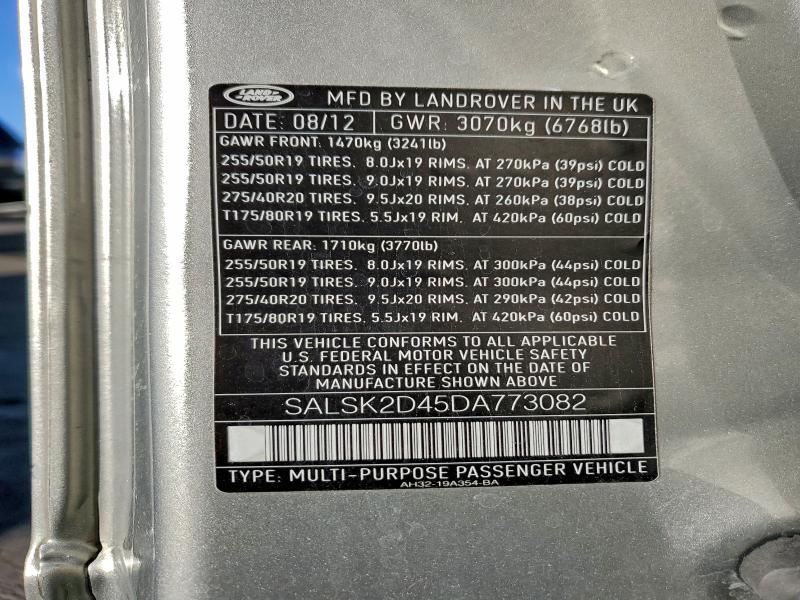 LAND ROVER MFD BY LANDROVER IN THE UK
DATE: 08/12 GWR: 3070kg (6768lb)
GAWR FRONT: 1470kg (3241lb)
255/50R19 TIRES. 8.0Jx19 RIMS. AT 270kPa (39psi) COLD
255/50R19 TIRES. 9.0Jx19 RIMS. AT 270kPa (39psi) COLD
275/40R20 TIRES. 9.5Jx20 RIMS. AT 260kPa (38psi) COLD
T175/80R19 TIRES. 5.5Jx19 RIM. AT 420kPa (60psi) COLD
GAWR REAR: 1710kg (3770lb)
255/50R19 TIRES. 8.0Jx19 RIMS. AT 300kPa (44psi) COLD
255/50R19 TIRES. 9.0Jx19 RIMS. AT 300kPa (44psi) COLD
275/40R20 TIRES. 9.5Jx20 RIMS. AT 290kPa (42psi) COLD
T175/80R19 TIRES. 5.5Jx19 RIM. AT 420kPa (60psi) COLD
THIS VEHICLE CONFORMS TO ALL APPLICABLE
U.S. FEDERAL MOTOR VEHICLE SAFETY
STANDARDS IN EFFECT ON THE DATE OF
MANUFACTURE SHOWN ABOVE
SALSK2D45DA773082
TYPE: MULTI-PURPOSE PASSENGER VEHICLE
AH32-19A354-BA